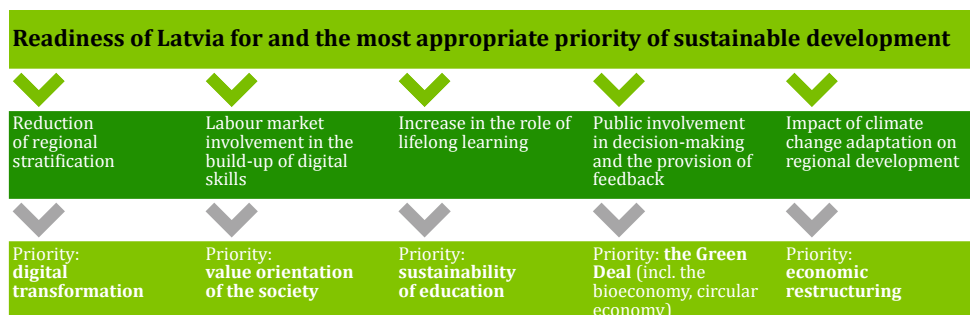 Readiness of Latvia for and the most appropriate priority of sustainable development
Reduction
of regional
stratification
Labour market
involvement in the
build-up of digital
skills
Increase in the role of
lifelong learning
Public involvement
in decision-making
and the provision of
feedback
Impact of climate
change adaptation on
regional development
Priority:
digital
transformation
Priority:
value orientation
of the society
Priority:
sustainability
of education
Priority: the Green
Deal (incl. the
bioeconomy, circular
economy)
Priority:
economic
restructuring